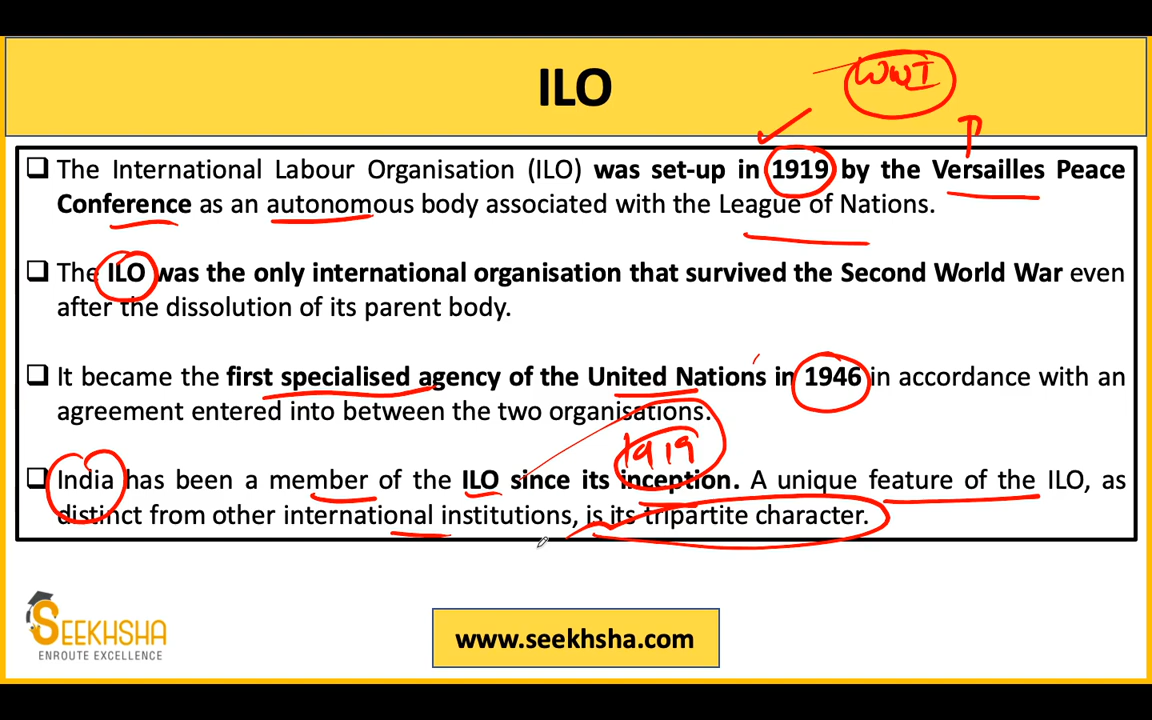 ILO
WWI
❑ The International Labour Organisation (ILO) was set-up in 1919 by the Versailles Peace
Conference as an autonomous body associated with the League of Nations.
❑ The ILO was the only international organisation that survived the Second World War even
after the dissolution of its parent body.
❑ It became the first specialised agency of the United Nations in 1946 in accordance with an
agreement entered into between the two organisations.
1919
❑ India has been a member of the ILO since its inception. A unique feature of the ILO, as
distinct from other international institutions, is its tripartite character.
SEEKHSHA
ENROUTE EXCELLENCE
www.seekhsha.com